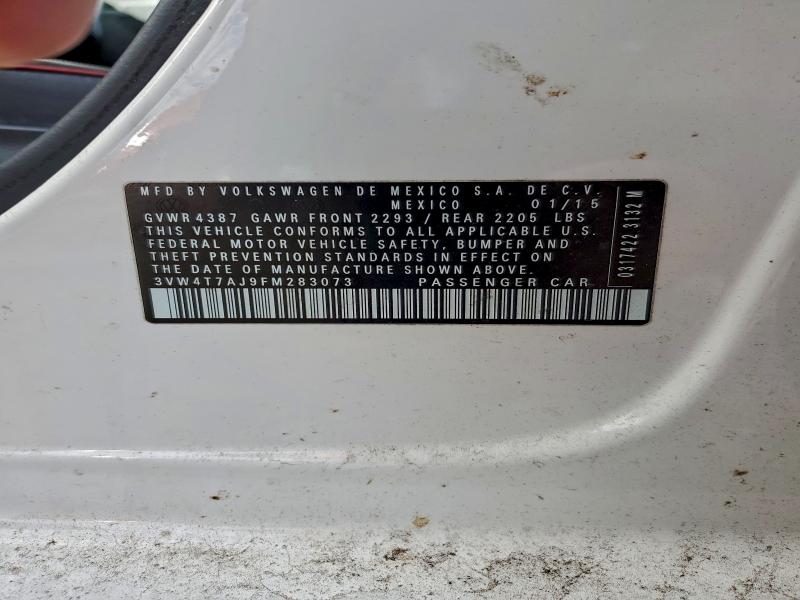 MFD BY VOLKSWAGEN DE MEXICO S.A. DE C.V.
MEXICO 01/15
GVWR 4387 GAWR FRONT 2293 / REAR 2205 LBS
THIS VEHICLE CONFORMS TO ALL APPLICABLE U.S.
FEDERAL MOTOR VEHICLE SAFETY, BUMPER AND
THEFT PREVENTION STANDARDS IN EFFECT ON
THE DATE OF MANUFACTURE SHOWN ABOVE.
3VW4T7AJ9FM283073 PASSENGER CAR
0317422 3132 M